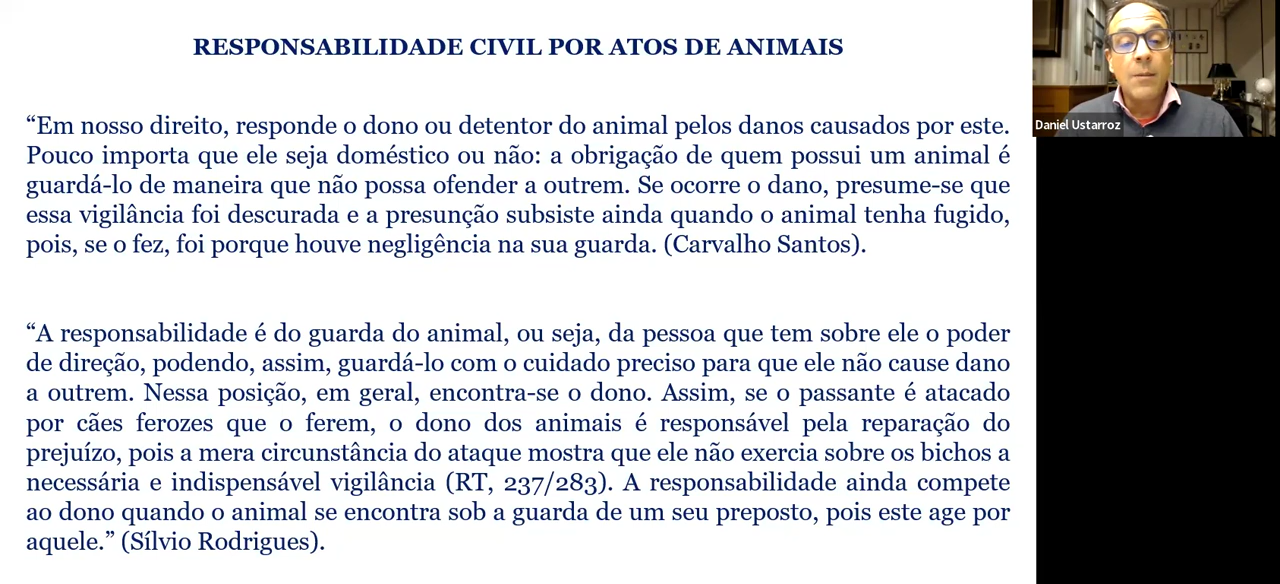 RESPONSABILIDADE CIVIL POR ATOS DE ANIMAIS
“Em nosso direito, responde o dono ou detentor do animal pelos danos causados por este.
Pouco importa que ele seja doméstico ou não: a obrigação de quem possui um animal é
guardá-lo de maneira que não possa ofender a outrem. Se ocorre o dano, presume-se que
essa vigilância foi descurada e a presunção subsiste ainda quando o animal tenha fugido,
pois, se o fez, foi porque houve negligência na sua guarda. (Carvalho Santos).
“A responsabilidade é do guarda do animal, ou seja, da pessoa que tem sobre ele o poder
de direção, podendo, assim, guardá-lo com o cuidado preciso para que ele não cause dano
a outrem. Nessa posição, em geral, encontra-se o dono. Assim, se o passante é atacado
por cães ferozes que o ferem, o dono dos animais é responsável pela reparação do
prejuízo, pois a mera circunstância do ataque mostra que ele não exercia sobre os bichos a
necessária e indispensável vigilância (RT, 237/283). A responsabilidade ainda compete
ao dono quando o animal se encontra sob a guarda de um seu preposto, pois este age por
aquele.” (Sílvio Rodrigues).
Daniel Ustarroz